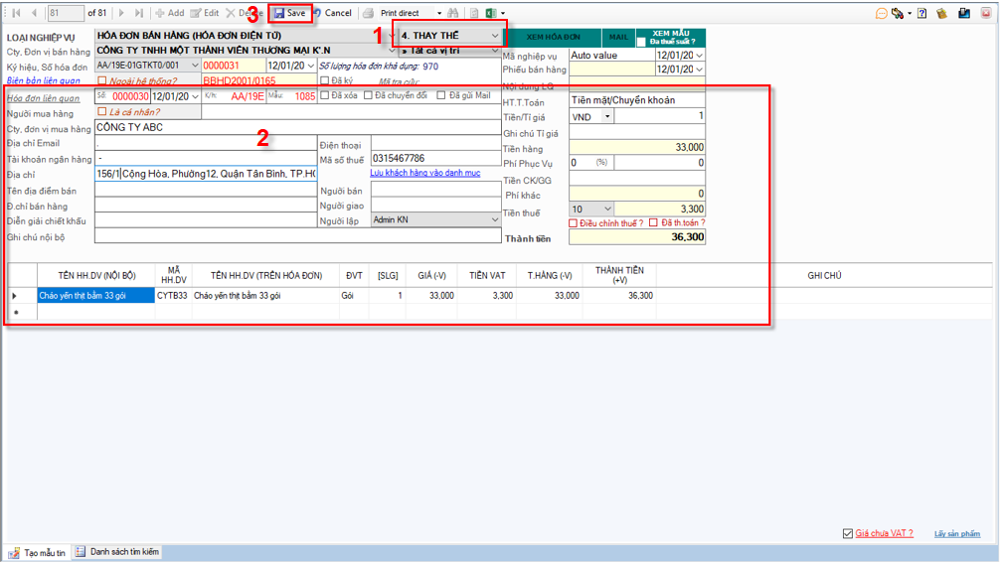 81 of 81 Add Edit Delete 3 Save Cancel Print direct
LOẠI NGHIỆP VỤ HÓA ĐƠN BÁN HÀNG (HÓA ĐƠN ĐIỆN TỬ) 1 4. THAY THẾ XEM HÓA ĐƠN MAIL XEM MẪU
Đa thuế suất ?
Cty, Đơn vị bán hàng CÔNG TY TNHH MỘT THÀNH VIÊN THƯƠNG MẠI K'.N » Tất cả vị trí Mã nghiệp vụ Auto value 12/01/20
Ký hiệu, Số hóa đơn AA/19E-01GTKT0/001 0000031 12/01/20 Số lượng hóa đơn khả dụng: 970 Phiếu bán hàng 12/01/20
Biên bản liên quan Ngoài hệ thống? BBHD2001/0165 Đã ký Mã tra cứu: Nội dung LQ
Hóa đơn liên quan Số: 0000030 12/01/20 K/h: AA/19E Mẫu: 1085 Đã xóa Đã chuyển đổi Đã gửi Mail HT.T.Toán Tiền mặt/Chuyển khoản
Người mua hàng Là cá nhân? Tiền/Tỉ giá VND 1
Cty, đơn vị mua hàng CÔNG TY ABC Ghi chú Tỉ giá
2
Địa chỉ Email . Điện thoại Tiền hàng 33,000
Tài khoản ngân hàng - Mã số thuế 0315467786 Phí Phục Vụ 0 (%) 0
Địa chỉ 156/1 Cộng Hòa, Phường12, Quận Tân Bình, TP.HC Lưu khách hàng vào danh mục Tiền CK/GG
Tên địa điểm bán Người bán Phí khác 0
Đ.chỉ bán hàng Người giao Tiền thuế 10 3,300
Diễn giải chiết khấu Người lập Admin KN Điều chỉnh thuế ? Đã th.toán ?
Ghi chú nội bộ Thành tiền 36,300
TÊN HH.DV (NỘI BỘ) MÃ HH.DV TÊN HH.DV (TRÊN HÓA ĐƠN) ĐVT [SLG] GIÁ (-V) TIỀN VAT T.HÀNG (-V) THÀNH TIỀN (+V) GHI CHÚ
Cháo yến thịt bằm 33 gói CYTB33 Cháo yến thịt bằm 33 gói Gói 1 33,000 3,300 33,000 36,300
Giá chưa VAT ? Lấy sản phẩm
Tạo mẫu tin Danh sách tìm kiếm